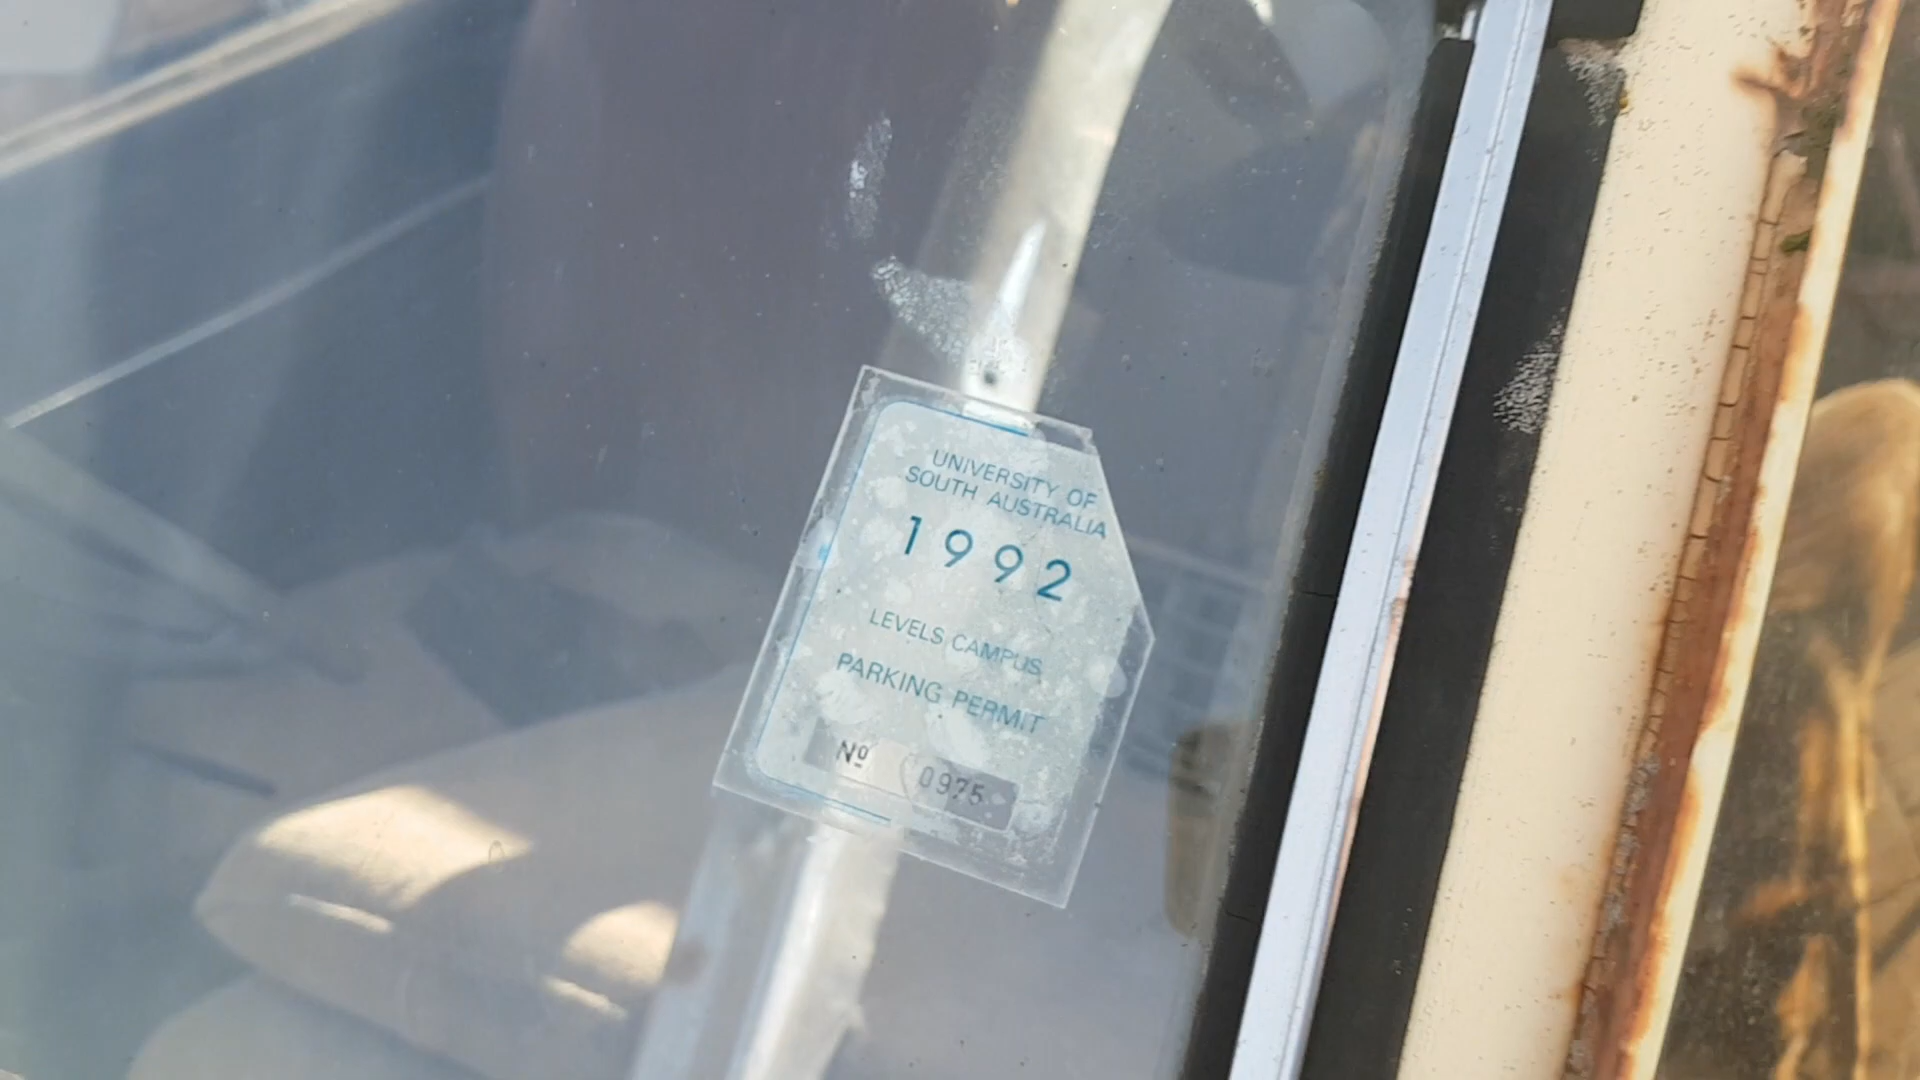 UNIVERSITY OF
SOUTH AUSTRALIA
1992
LEVELS CAMPUS
PARKING PERMIT
Nº 0975